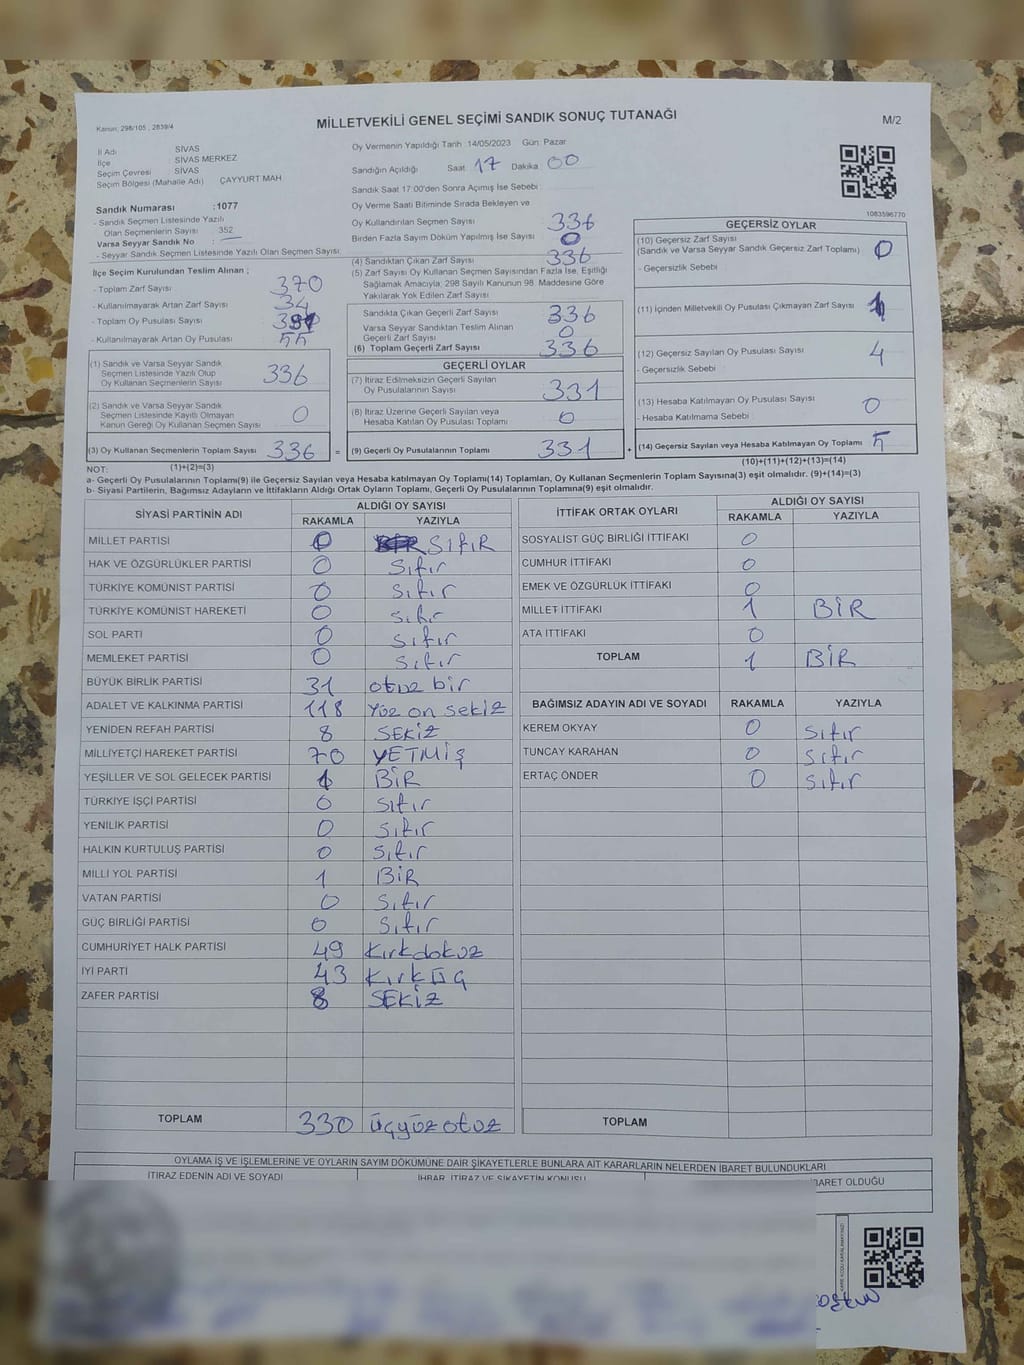 Kanun; 298/105 , 2839/4
MİLLETVEKİLİ GENEL SEÇİMİ SANDIK SONUÇ TUTANAĞI
M/2
İl Adı : SİVAS
İlçe : SİVAS MERKEZ
Seçim Çevresi : SİVAS
Seçim Bölgesi (Mahalle Adı) : ÇAYYURT MAH
Sandık Numarası :1077
- Sandık Seçmen Listesinde Yazılı
Olan Seçmenlerin Sayısı : 352
Varsa Seyyar Sandık No :
- Seyyar Sandık Seçmen Listesinde Yazılı Olan Seçmen Sayısı:
İlçe Seçim Kurulundan Teslim Alınan ;
- Toplam Zarf Sayısı : 370
- Kullanılmayarak Artan Zarf Sayısı : 34
- Toplam Oy Pusulası Sayısı :
- Kullanılmayarak Artan Oy Pusulası : 55
(1) Sandık ve Varsa Seyyar Sandık
Seçmen Listesinde Yazılı Olup
Oy Kullanan Seçmenlerin Sayısı : 336
(2) Sandık ve Varsa Seyyar Sandık
Seçmen Listesinde Kayıtlı Olmayan
Kanun Gereği Oy Kullanan Seçmen Sayısı : 0
(3) Oy Kullanan Seçmenlerin Toplam Sayısı : 336 =
Oy Vermenin Yapıldığı Tarih :14/05/2023 Gün: Pazar
Sandığın Açıldığı Saat : 17 Dakika : 00
Sandık Saat 17:00'den Sonra Açılmış İse Sebebi :
Oy Verme Saati Bitiminde Sırada Bekleyen ve
Oy Kullandırılan Seçmen Sayısı : 336
Birden Fazla Sayım Döküm Yapılmış İse Sayısı : 0
(4) Sandıktan Çıkan Zarf Sayısı : 336
(5) Zarf Sayısı Oy Kullanan Seçmen Sayısından Fazla İse, Eşitliği
Sağlamak Amacıyla; 298 Sayılı Kanunun 98. Maddesine Göre
Yakılarak Yok Edilen Zarf Sayısı :
Sandıkta Çıkan Geçerli Zarf Sayısı : 336
Varsa Seyyar Sandıktan Teslim Alınan
Geçerli Zarf Sayısı : 0
(6) Toplam Geçerli Zarf Sayısı : 336
GEÇERLİ OYLAR
(7) İtiraz Edilmeksizin Geçerli Sayılan
Oy Pusulalarının Sayısı : 331
(8) İtiraz Üzerine Geçerli Sayılan veya
Hesaba Katılan Oy Pusulası Toplamı : 0
(9) Geçerli Oy Pusulalarının Toplamı : 331 +
1083596770
GEÇERSİZ OYLAR
(10) Geçersiz Zarf Sayısı
(Sandık ve Varsa Seyyar Sandık Geçersiz Zarf Toplamı) : 0
- Geçersizlik Sebebi :
(11) İçinden Milletvekili Oy Pusulası Çıkmayan Zarf Sayısı : 1
(12) Geçersiz Sayılan Oy Pusulası Sayısı : 4
- Geçersizlik Sebebi :
(13) Hesaba Katılmayan Oy Pusulası Sayısı : 0
- Hesaba Katılmama Sebebi :
(14) Geçersiz Sayılan veya Hesaba Katılmayan Oy Toplamı : 5
NOT: (1)+(2)=(3)
(10)+(11)+(12)+(13)=(14)
a- Geçerli Oy Pusulalarının Toplamı(9) ile Geçersiz Sayılan veya Hesaba katılmayan Oy Toplamı(14) Toplamları, Oy Kullanan Seçmenlerin Toplam Sayısına(3) eşit olmalıdır. (9)+(14)=(3)
b- Siyasi Partilerin, Bağımsız Adayların ve İttifakların Aldığı Ortak Oyların Toplamı, Geçerli Oy Pusulalarının Toplamına(9) eşit olmalıdır.
SİYASİ PARTİNİN ADI
ALDIĞI OY SAYISI
RAKAMLA YAZIYLA
MİLLET PARTİSİ 0 SIFIR
HAK VE ÖZGÜRLÜKLER PARTİSİ 0 Sıfır
TÜRKİYE KOMÜNİST PARTİSİ 0 Sıfır
TÜRKİYE KOMÜNİST HAREKETİ 0 Sıfır
SOL PARTİ 0 Sıfır
MEMLEKET PARTİSİ 0 Sıfır
BÜYÜK BİRLİK PARTİSİ 31 otuz bir
ADALET VE KALKINMA PARTİSİ 118 Yüz on sekiz
YENİDEN REFAH PARTİSİ 8 SEKİZ
MİLLİYETÇİ HAREKET PARTİSİ 70 YETMİŞ
YEŞİLLER VE SOL GELECEK PARTİSİ 1 BİR
TÜRKİYE İŞÇİ PARTİSİ 0 Sıfır
YENİLİK PARTİSİ 0 Sıfır
HALKIN KURTULUŞ PARTİSİ 0 Sıfır
MİLLİ YOL PARTİSİ 1 BİR
VATAN PARTİSİ 0 Sıfır
GÜÇ BİRLİĞİ PARTİSİ 0 Sıfır
CUMHURİYET HALK PARTİSİ 49 Kırkdokuz
İYİ PARTİ 43 Kırk üç
ZAFER PARTİSİ 8 SEKİZ
TOPLAM 330 üçyüz otuz
İTTİFAK ORTAK OYLARI
ALDIĞI OY SAYISI
RAKAMLA YAZIYLA
SOSYALİST GÜÇ BİRLİĞİ İTTİFAKI 0
CUMHUR İTTİFAKI 0
EMEK VE ÖZGÜRLÜK İTTİFAKI 0
MİLLET İTTİFAKI 1 BİR
ATA İTTİFAKI 0
TOPLAM 1 BİR
BAĞIMSIZ ADAYIN ADI VE SOYADI RAKAMLA YAZIYLA
KEREM OKYAY 0 Sıfır
TUNCAY KARAHAN 0 Sıfır
ERTAÇ ÖNDER 0 Sıfır
TOPLAM
OYLAMA İŞ VE İŞLEMLERİNE VE OYLARIN SAYIM DÖKÜMÜNE DAİR ŞİKAYETLERLE BUNLARA AİT KARARLARIN NELERDEN İBARET BULUNDUKLARI
İTİRAZ EDENİN ADI VE SOYADI
İHBAR, İTİRAZ VE ŞİKAYETİN KONUSU
İBARET OLDUĞU